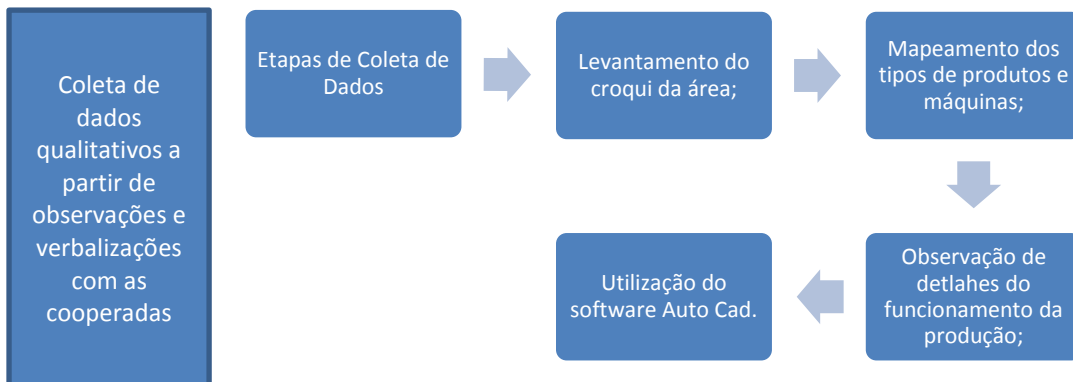 Coleta de
dados
qualitativos a
partir de
observações e
verbalizações
com as
cooperadas
Etapas de Coleta de
Dados
Levantamento do
croqui da área;
Mapeamento dos
tipos de produtos e
máquinas;
Observação de
detlahes do
funcionamento da
produção;
Utilização do
software Auto Cad.